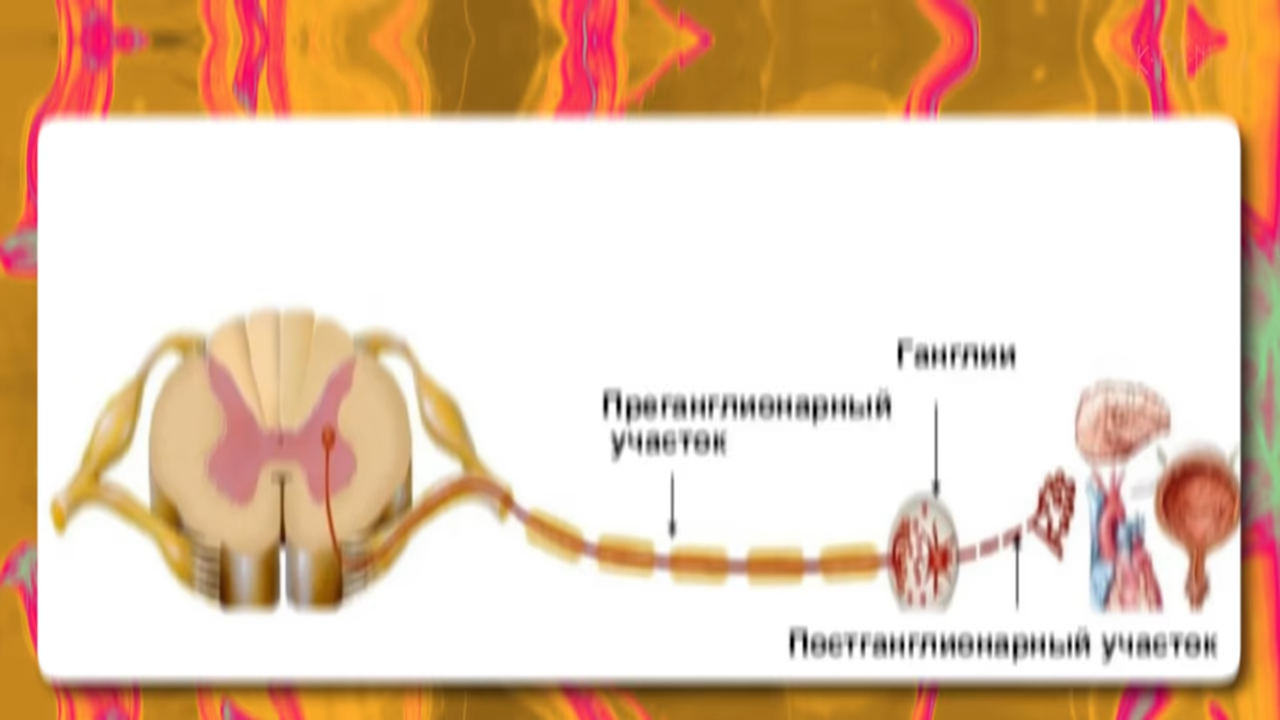 Ганглии
Преганглионарный
участок
Постганглионарный участок